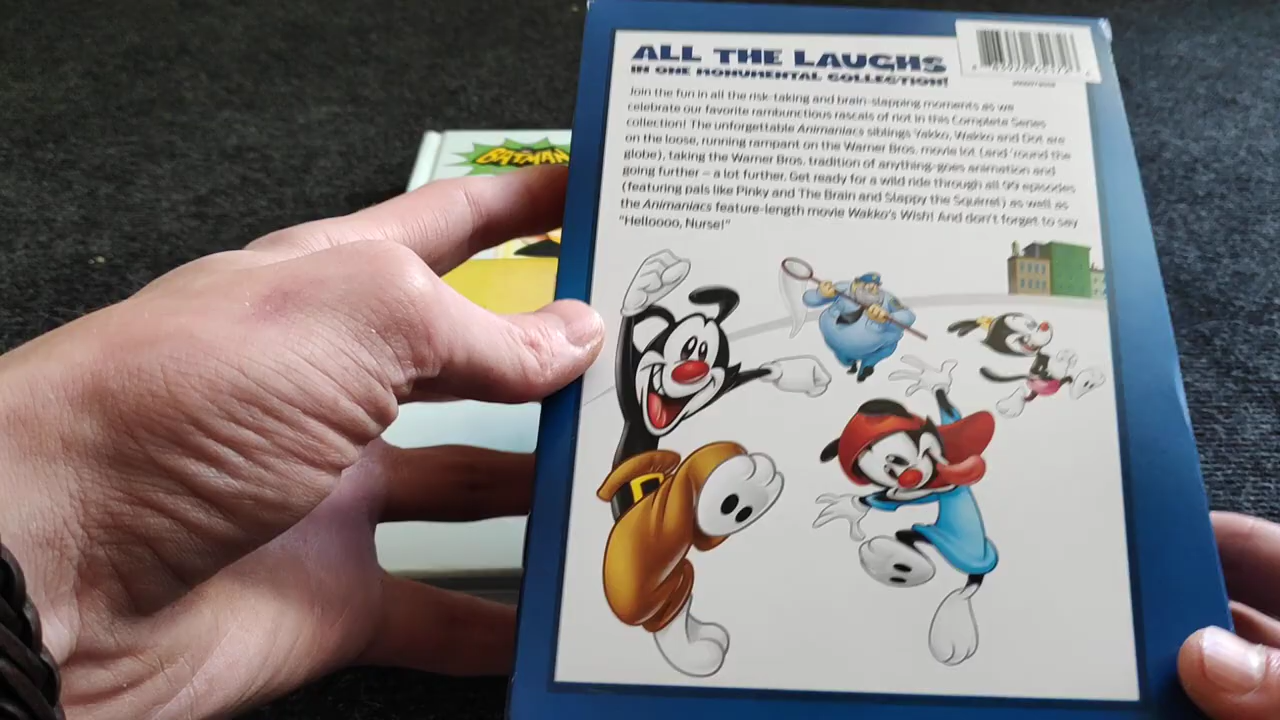 ALL THE LAUGHS
IN ONE MONUMENTAL COLLECTION!
Join the fun in all the risk-taking and brain-slapping moments as we
celebrate our favorite rambunctious rascals of riot in this Complete Series
collection! The unforgettable Animaniacs siblings Yakko, Wakko and Dot are
on the loose, running rampant on the Warner Bros. movie lot (and 'round the
globe), taking the Warner Bros. tradition of anything-goes animation and
going further – a lot further. Get ready for a wild ride through all 99 episodes
(featuring pals like Pinky and The Brain and Slappy the Squirrel) as well as
the Animaniacs feature-length movie Wakko's Wish! And don't forget to say
"Helloooo, Nurse!"
BATMAN